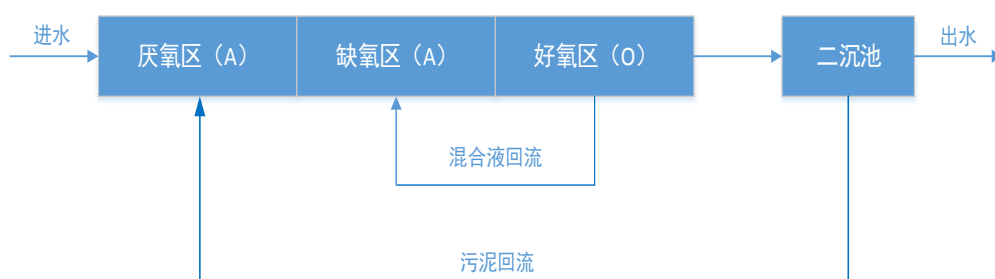 进水
厌氧区（A）
缺氧区（A）
好氧区（O）
二沉池
出水
混合液回流
污泥回流